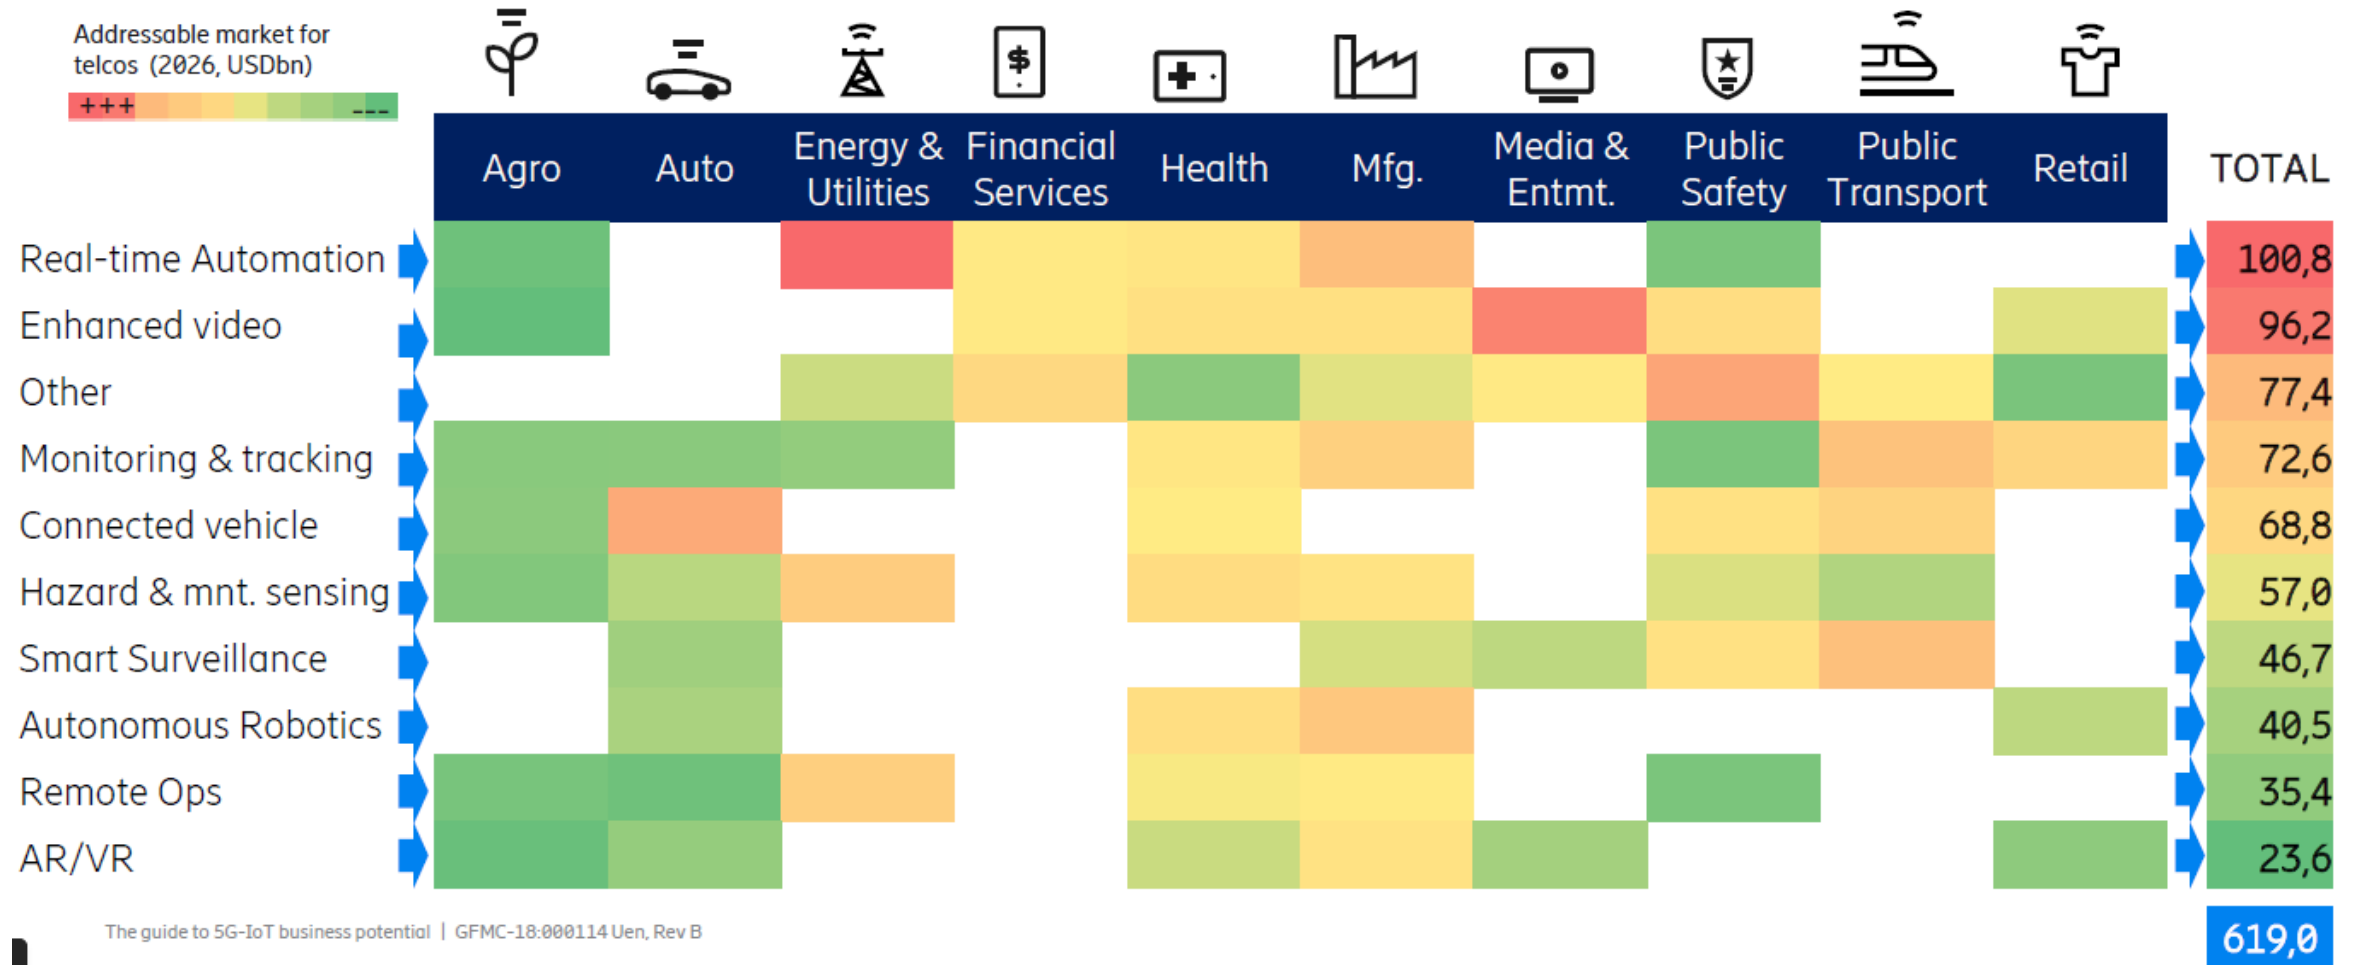 Addressable market for
telcos (2026, USDbn)
+++ ---
$
Agro Auto Energy & Utilities Financial Services Health Mfg. Media & Entmt. Public Safety Public Transport Retail TOTAL
Real-time Automation 100,8
Enhanced video 96,2
Other 77,4
Monitoring & tracking 72,6
Connected vehicle 68,8
Hazard & mnt. sensing 57,0
Smart Surveillance 46,7
Autonomous Robotics 40,5
Remote Ops 35,4
AR/VR 23,6
The guide to 5G-IoT business potential | GFMC-18:000114 Uen, Rev B
619,0